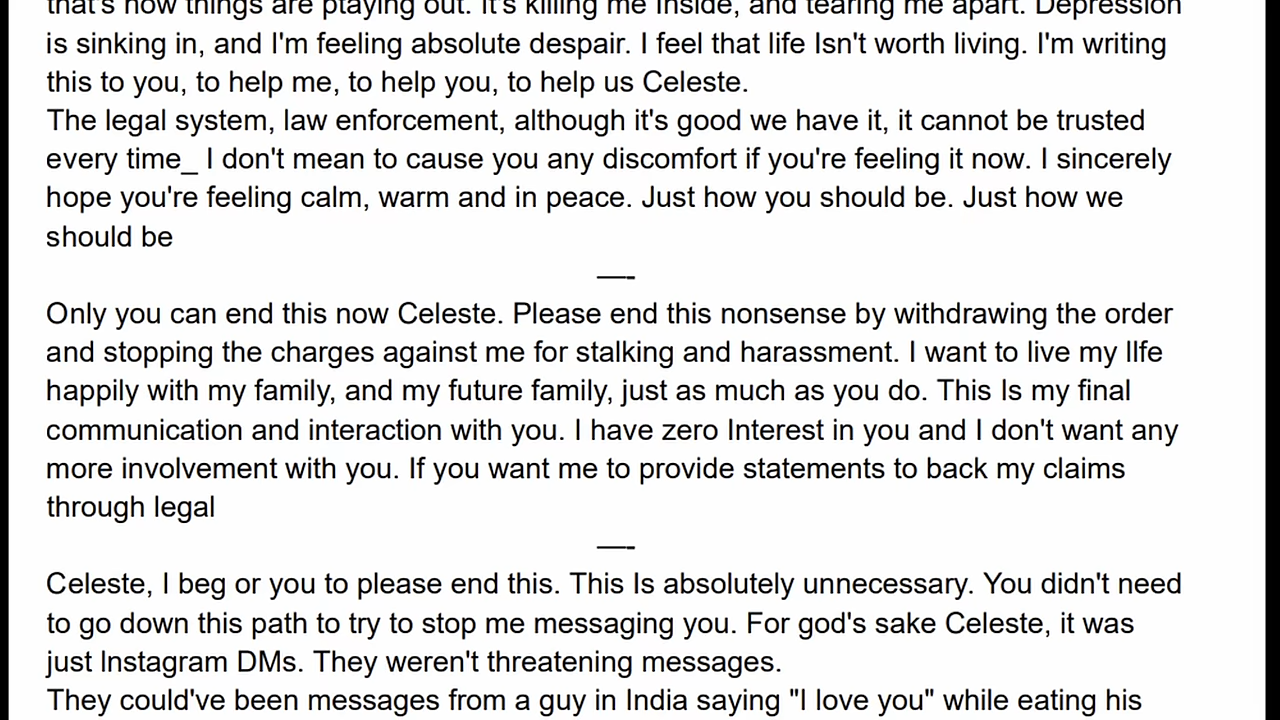 that's how things are playing out. It's killing me Inside, and tearing me apart. Depression
is sinking in, and I'm feeling absolute despair. I feel that life Isn't worth living. I'm writing
this to you, to help me, to help you, to help us Celeste.
The legal system, law enforcement, although it's good we have it, it cannot be trusted
every time_ I don't mean to cause you any discomfort if you're feeling it now. I sincerely
hope you're feeling calm, warm and in peace. Just how you should be. Just how we
should be
—-
Only you can end this now Celeste. Please end this nonsense by withdrawing the order
and stopping the charges against me for stalking and harassment. I want to live my lIfe
happily with my family, and my future family, just as much as you do. This Is my final
communication and interaction with you. I have zero Interest in you and I don't want any
more involvement with you. If you want me to provide statements to back my claims
through legal
—-
Celeste, I beg or you to please end this. This Is absolutely unnecessary. You didn't need
to go down this path to try to stop me messaging you. For god's sake Celeste, it was
just Instagram DMs. They weren't threatening messages.
They could've been messages from a guy in India saying "I love you" while eating his